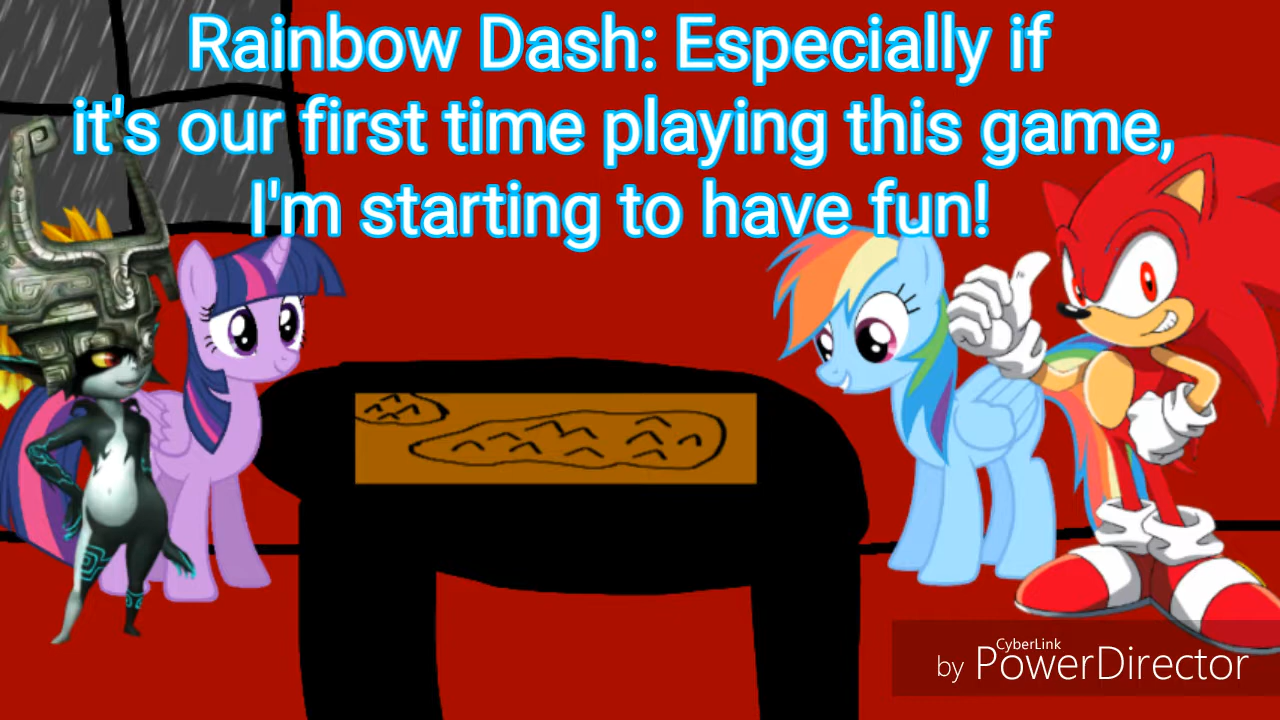 Rainbow Dash: Especially if
it's our first time playing this game,
I'm starting to have fun!
CyberLink
by PowerDirector